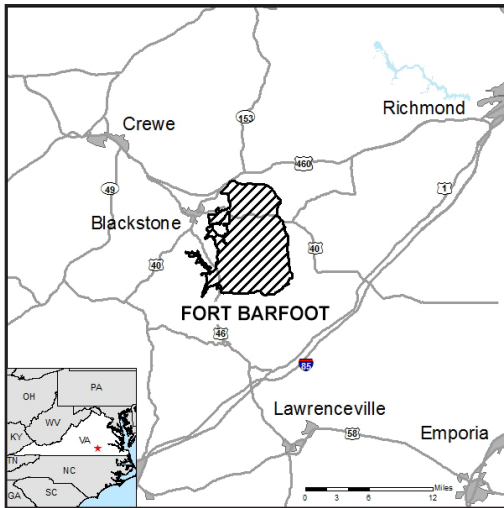 Richmond
153
Crewe
460
49
1
Blackstone
40
40
FORT BARFOOT
46
85
Lawrenceville
58
Emporia
OH
PA
WV
KY
VA
TN
NC
GA
SC
Miles
0 3 6 12